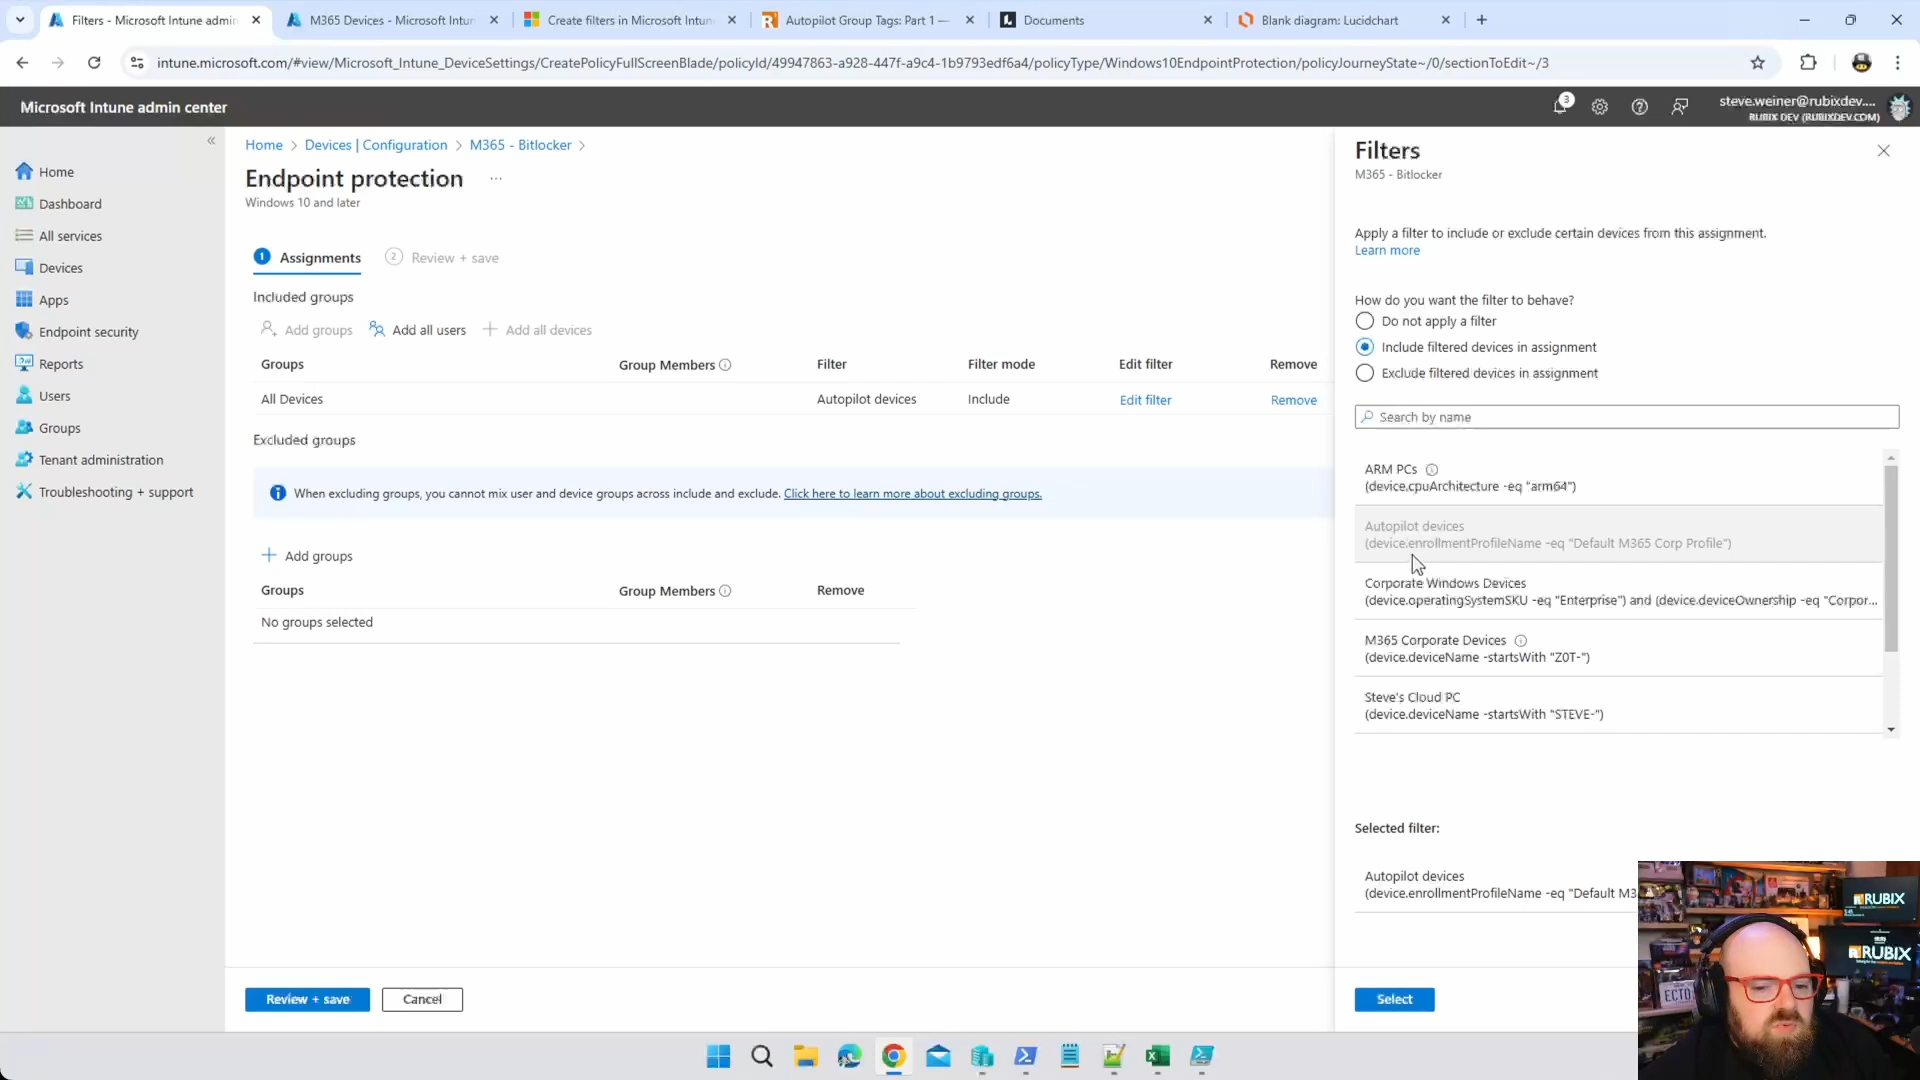 Filters - Microsoft Intune admin
M365 Devices - Microsoft Intun
Create filters in Microsoft Intun
Autopilot Group Tags: Part 1 —
Documents
Blank diagram: Lucidchart
intune.microsoft.com/#view/Microsoft_Intune_DeviceSettings/CreatePolicyFullScreenBlade/policyId/49947863-a928-447f-a9c4-1b9793edf6a4/policyType/Windows10EndpointProtection/policyJourneyState~/0/sectionToEdit~/3
Microsoft Intune admin center
3
steve.weiner@rubixdev....
RUBIX DEV (RUBIXDEV.COM)
Home
Dashboard
All services
Devices
Apps
Endpoint security
Reports
Users
Groups
Tenant administration
Troubleshooting + support
Home > Devices | Configuration > M365 - Bitlocker >
Endpoint protection ...
Windows 10 and later
1 Assignments 2 Review + save
Included groups
Add groups Add all users Add all devices
Groups Group Members Filter Filter mode Edit filter Remove
All Devices Autopilot devices Include Edit filter Remove
Excluded groups
When excluding groups, you cannot mix user and device groups across include and exclude. Click here to learn more about excluding groups.
Add groups
Groups Group Members Remove
No groups selected
Review + save Cancel
Filters
M365 - Bitlocker
Apply a filter to include or exclude certain devices from this assignment.
Learn more
How do you want the filter to behave?
Do not apply a filter
Include filtered devices in assignment
Exclude filtered devices in assignment
Search by name
ARM PCs
(device.cpuArchitecture -eq "arm64")
Autopilot devices
(device.enrollmentProfileName -eq "Default M365 Corp Profile")
Corporate Windows Devices
(device.operatingSystemSKU -eq "Enterprise") and (device.deviceOwnership -eq "Corpor...
M365 Corporate Devices
(device.deviceName -startsWith "Z0T-")
Steve's Cloud PC
(device.deviceName -startsWith "STEVE-")
Selected filter:
Autopilot devices
(device.enrollmentProfileName -eq "Default M3
Select
RUBIX
RUBIX
ECTO